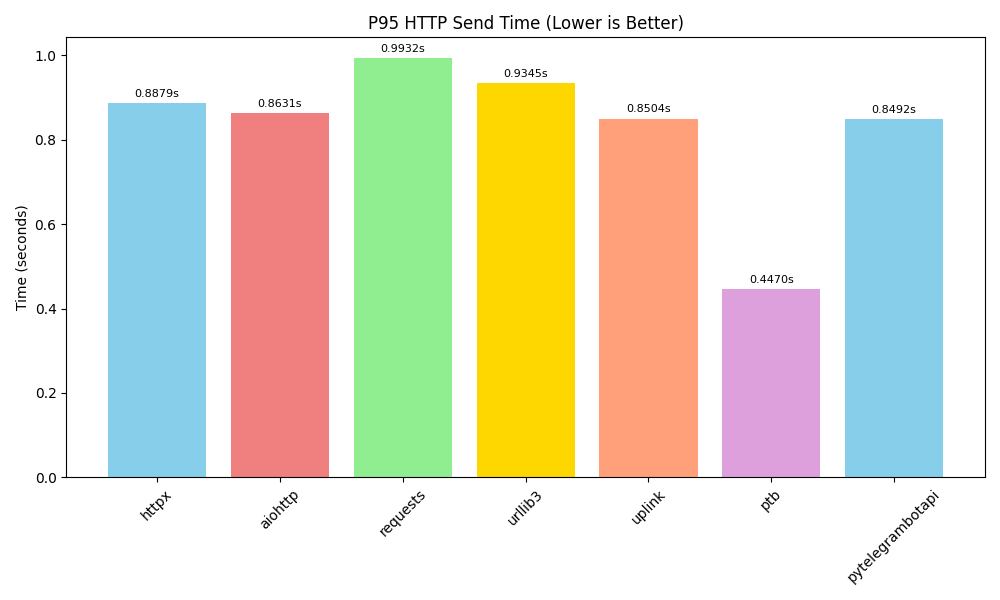 P95 HTTP Send Time (Lower is Better)
Time (seconds)
1.0
0.8
0.6
0.4
0.2
0.0
0.8879s
0.8631s
0.9932s
0.9345s
0.8504s
0.4470s
0.8492s
httpx
aiohttp
requests
urllib3
uplink
ptb
pytelegrambotapi